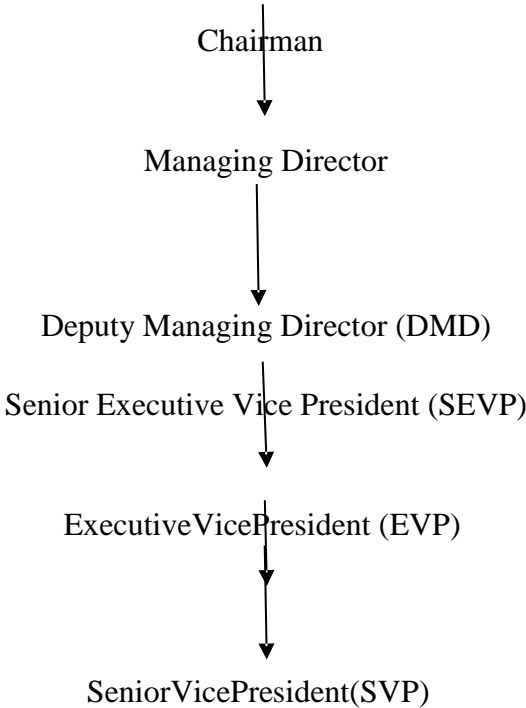 Chairman
Managing Director
Deputy Managing Director (DMD)
Senior Executive Vice President (SEVP)
ExecutiveVicePresident (EVP)
SeniorVicePresident(SVP)